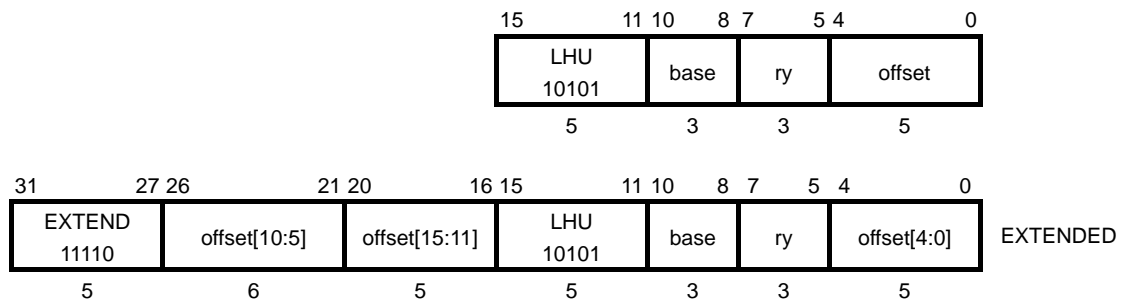 15 11 10 8 7 5 4 0
LHU base ry offset
10101
5 3 3 5
31 27 26 21 20 16 15 11 10 8 7 5 4 0
EXTEND offset[10:5] offset[15:11] LHU base ry offset[4:0] EXTENDED
11110 10101
5 6 5 5 3 3 5